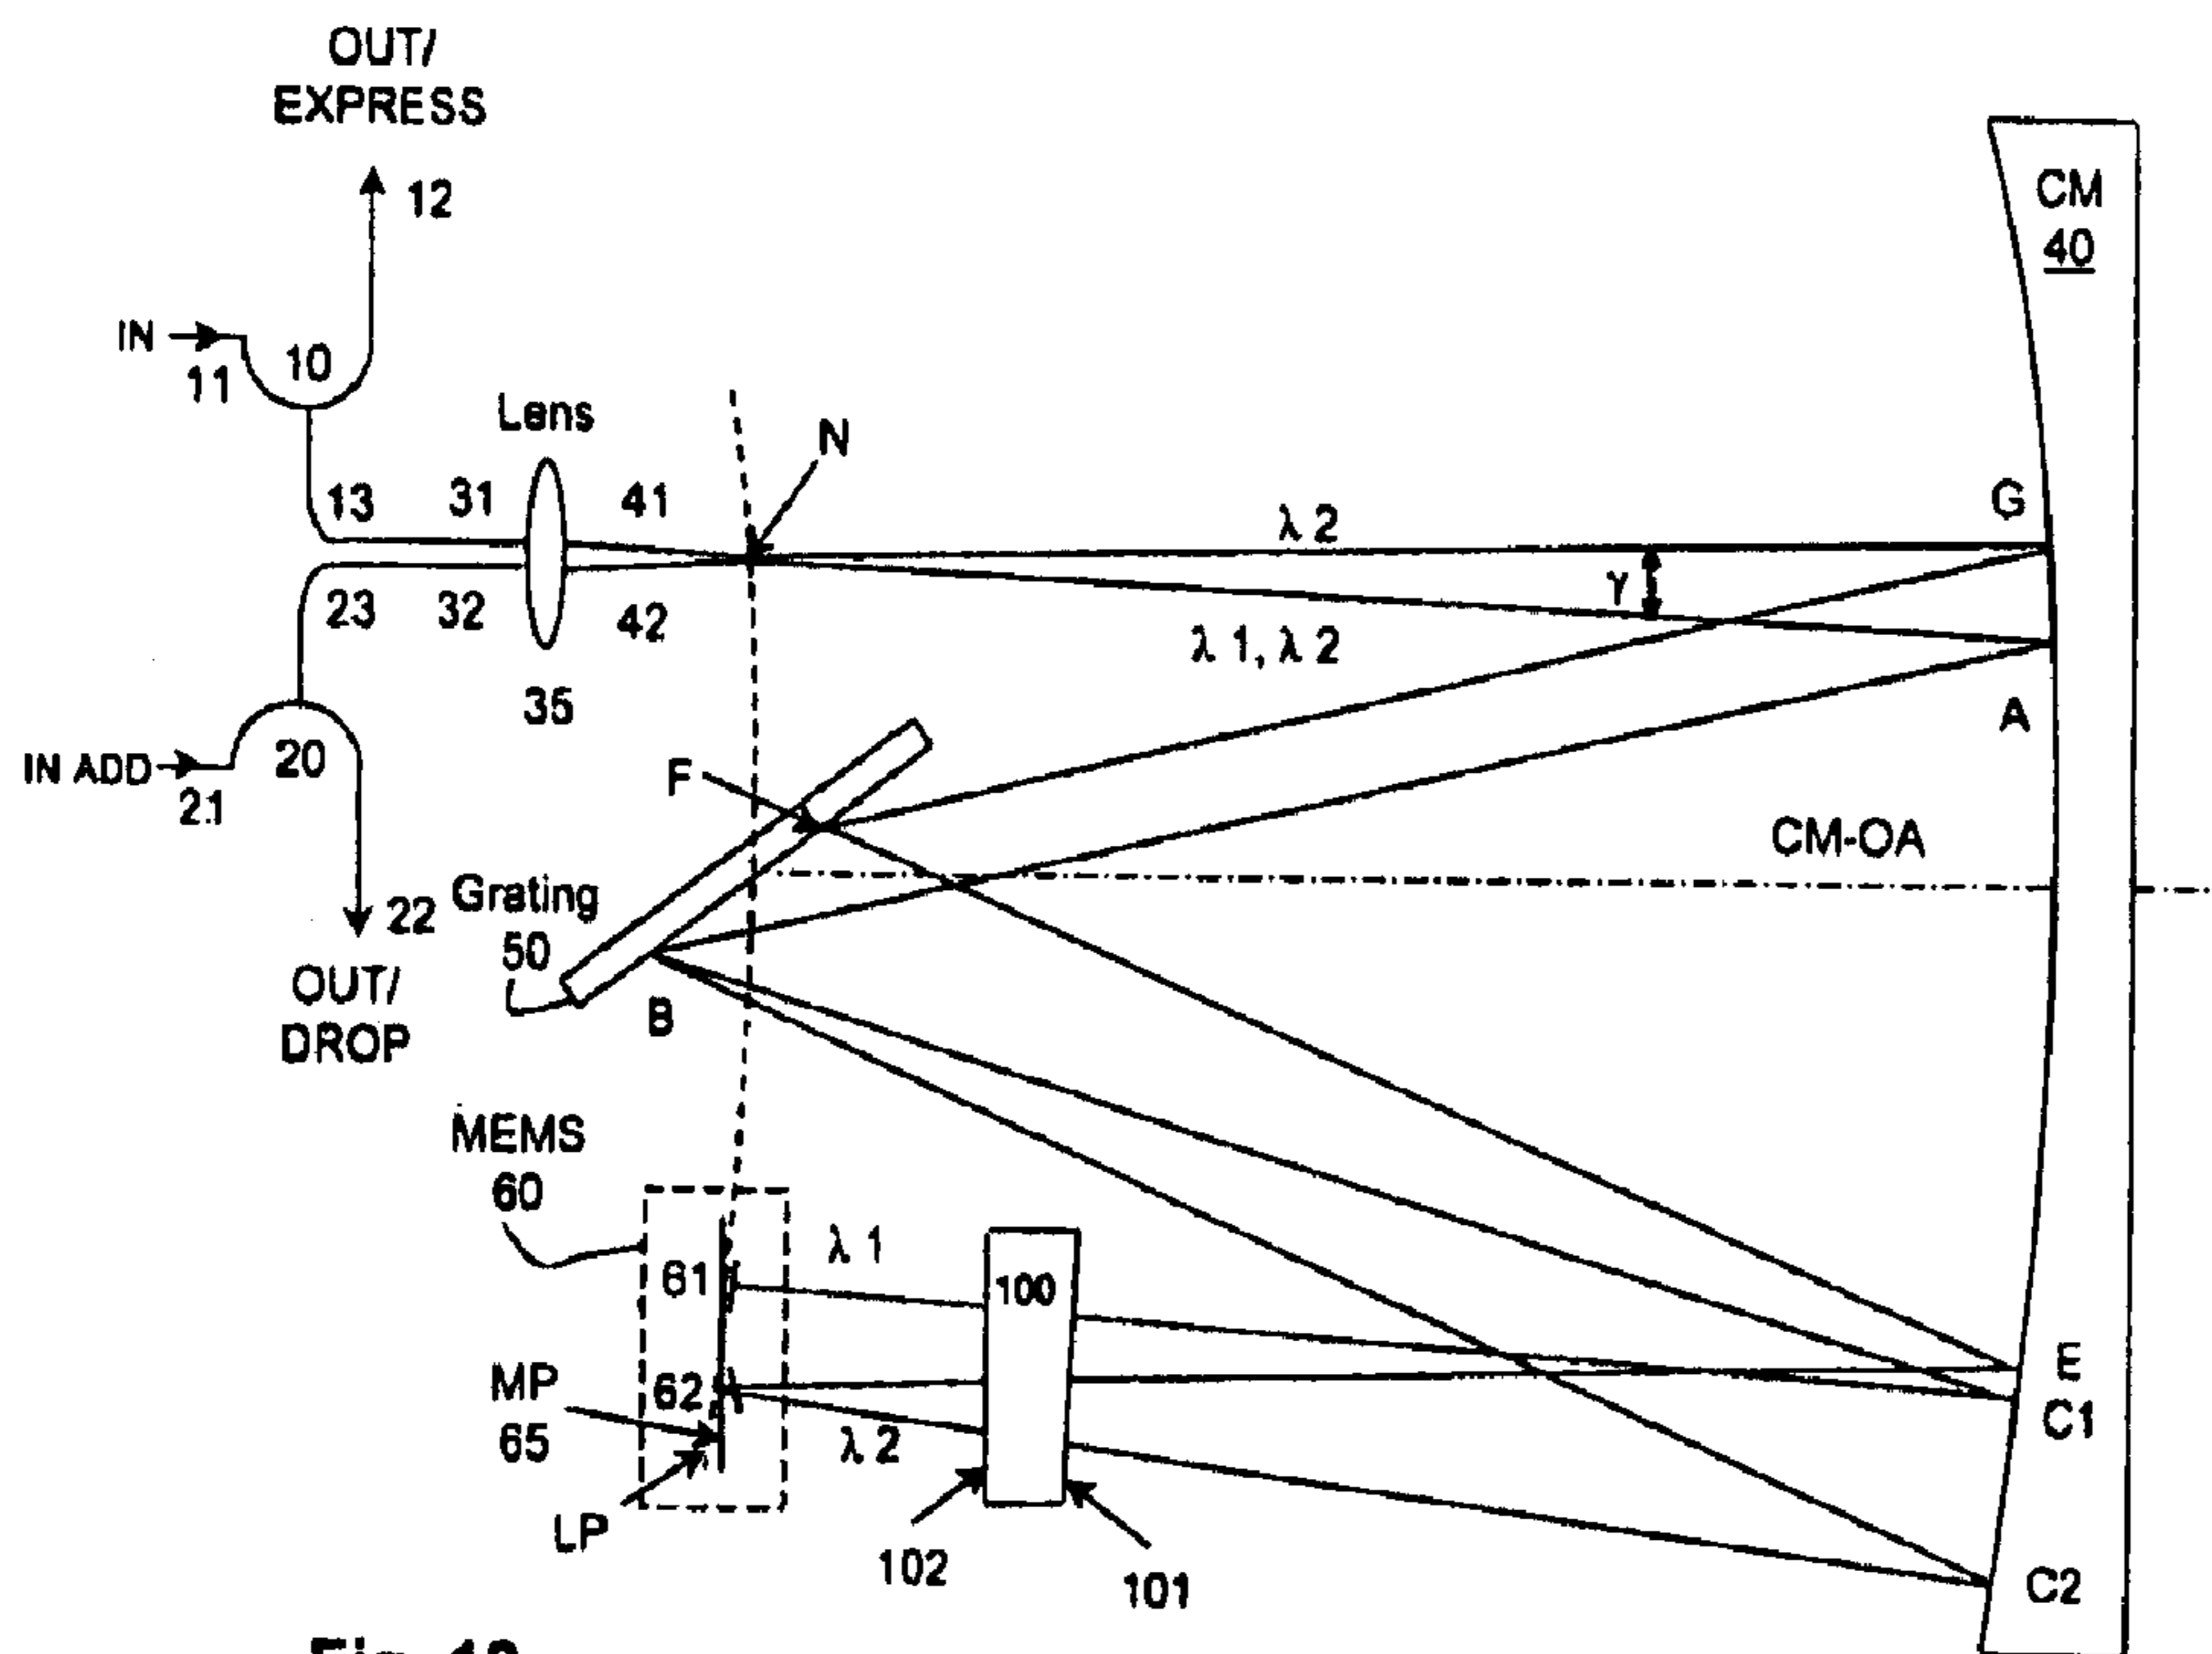 OUT/
EXPRESS
12
IN
11
10
Lens
N
CM
40
13
31
41
λ 2
G
γ
23
32
42
λ 1, λ 2
35
A
F
IN ADD
21
20
CM-OA
22
Grating
50
OUT/
DROP
B
MEMS
60
61
λ 1
100
MP
65
62
λ 2
E
C1
LP
102
101
C2